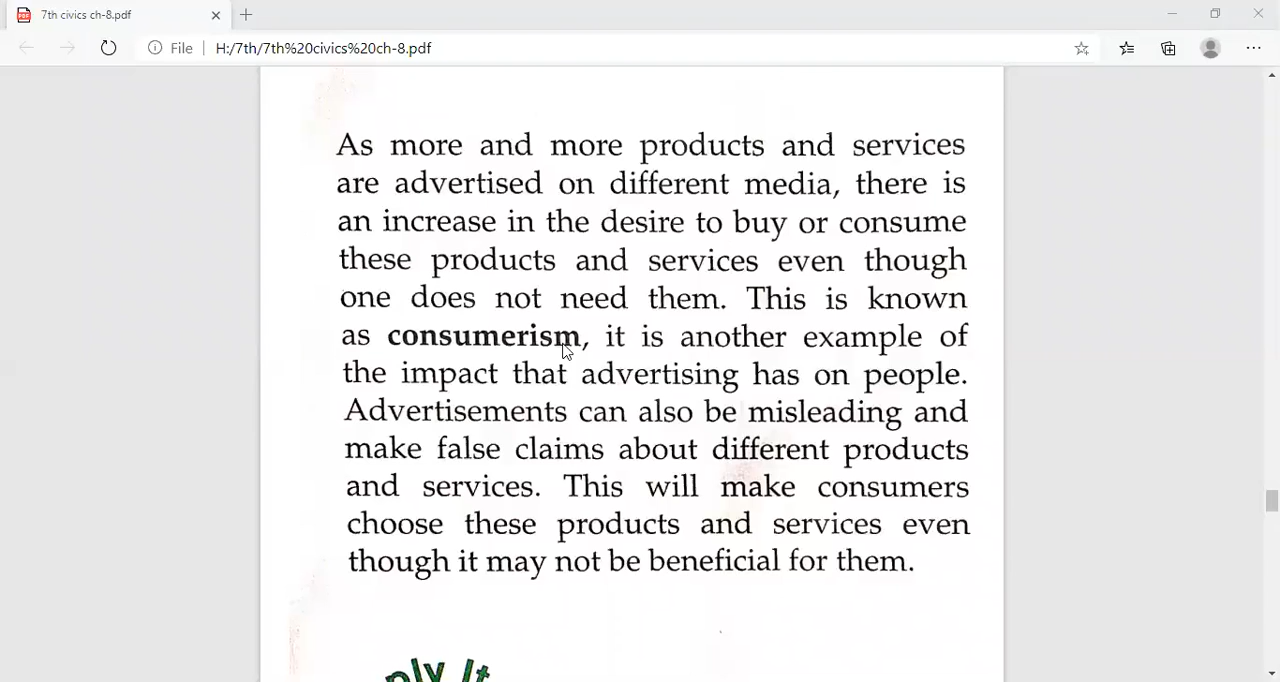 7th civics ch-8.pdf
File
H:/7th/7th%20civics%20ch-8.pdf
As more and more products and services
are advertised on different media, there is
an increase in the desire to buy or consume
these products and services even though
one does not need them. This is known
as consumerism, it is another example of
the impact that advertising has on people.
Advertisements can also be misleading and
make false claims about different products
and services. This will make consumers
choose these products and services even
though it may not be beneficial for them.
ply It